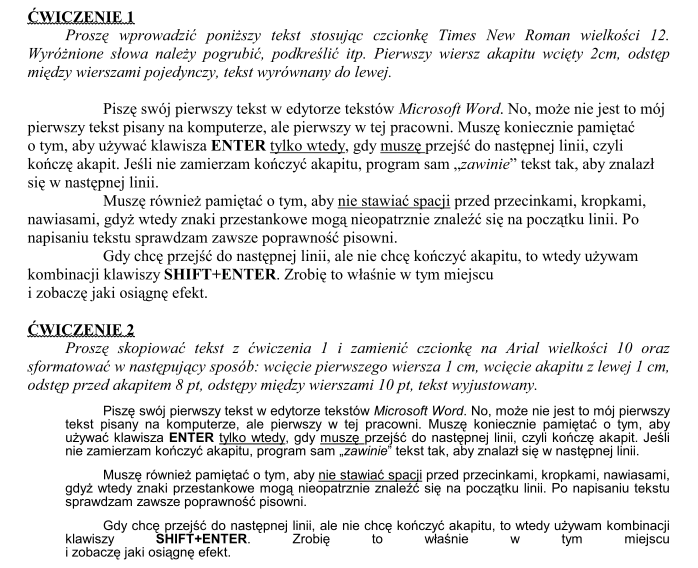 ĆWICZENIE 1
Proszę wprowadzić poniższy tekst stosując czcionkę Times New Roman wielkości 12.
Wyróżnione słowa należy pogrubić, podkreślić itp. Pierwszy wiersz akapitu wcięty 2cm, odstęp
między wierszami pojedynczy, tekst wyrównany do lewej.
Piszę swój pierwszy tekst w edytorze tekstów Microsoft Word. No, może nie jest to mój
pierwszy tekst pisany na komputerze, ale pierwszy w tej pracowni. Muszę koniecznie pamiętać
o tym, aby używać klawisza ENTER tylko wtedy, gdy muszę przejść do następnej linii, czyli
kończę akapit. Jeśli nie zamierzam kończyć akapitu, program sam „zawinie” tekst tak, aby znalazł
się w następnej linii.
Muszę również pamiętać o tym, aby nie stawiać spacji przed przecinkami, kropkami,
nawiasami, gdyż wtedy znaki przestankowe mogą nieopatrznie znaleźć się na początku linii. Po
napisaniu tekstu sprawdzam zawsze poprawność pisowni.
Gdy chcę przejść do następnej linii, ale nie chcę kończyć akapitu, to wtedy używam
kombinacji klawiszy SHIFT+ENTER. Zrobię to właśnie w tym miejscu
i zobaczę jaki osiągnę efekt.
ĆWICZENIE 2
Proszę skopiować tekst z ćwiczenia 1 i zamienić czcionkę na Arial wielkości 10 oraz
sformatować w następujący sposób: wcięcie pierwszego wiersza 1 cm, wcięcie akapitu z lewej 1 cm,
odstęp przed akapitem 8 pt, odstępy między wierszami 10 pt, tekst wyjustowany.
Piszę swój pierwszy tekst w edytorze tekstów Microsoft Word. No, może nie jest to mój pierwszy
tekst pisany na komputerze, ale pierwszy w tej pracowni. Muszę koniecznie pamiętać o tym, aby
używać klawisza ENTER tylko wtedy, gdy muszę przejść do następnej linii, czyli kończę akapit. Jeśli
nie zamierzam kończyć akapitu, program sam „zawinie” tekst tak, aby znalazł się w następnej linii.
Muszę również pamiętać o tym, aby nie stawiać spacji przed przecinkami, kropkami, nawiasami,
gdyż wtedy znaki przestankowe mogą nieopatrznie znaleźć się na początku linii. Po napisaniu tekstu
sprawdzam zawsze poprawność pisowni.
Gdy chcę przejść do następnej linii, ale nie chcę kończyć akapitu, to wtedy używam kombinacji
klawiszy SHIFT+ENTER. Zrobię to właśnie w tym miejscu
i zobaczę jaki osiągnę efekt.